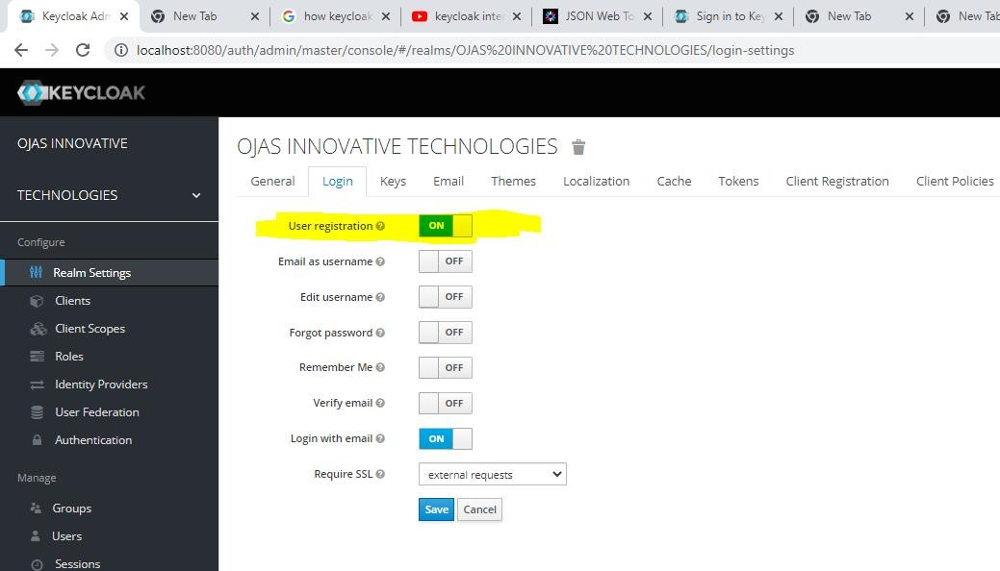 Keycloak Adm
New Tab
how keycloak
keycloak inter
JSON Web To
Sign in to Key
New Tab
New Tab
localhost:8080/auth/admin/master/console/#/realms/OJAS%20INNOVATIVE%20TECHNOLOGIES/login-settings
KEYCLOAK
OJAS INNOVATIVE
TECHNOLOGIES
Configure
Realm Settings
Clients
Client Scopes
Roles
Identity Providers
User Federation
Authentication
Manage
Groups
Users
Sessions
OJAS INNOVATIVE TECHNOLOGIES
General Login Keys Email Themes Localization Cache Tokens Client Registration Client Policies
User registration ON
Email as username OFF
Edit username OFF
Forgot password OFF
Remember Me OFF
Verify email OFF
Login with email ON
Require SSL external requests
Save Cancel